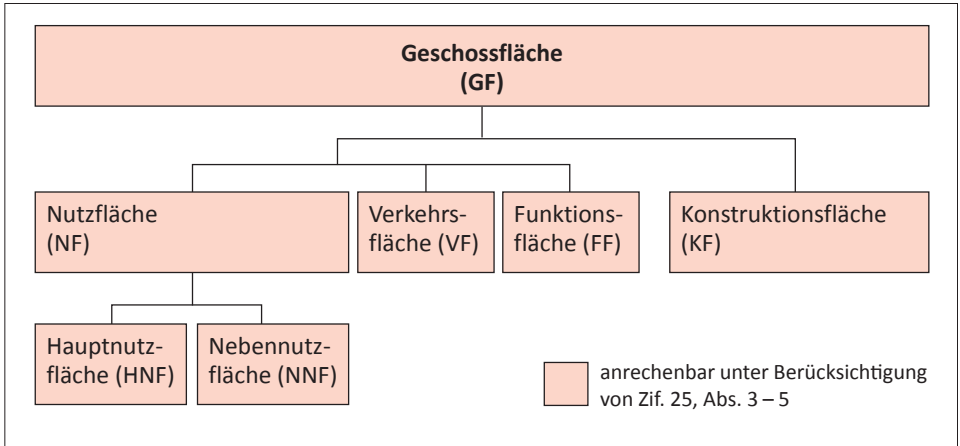 Geschossfläche
(GF)
Nutzfläche
(NF)
Verkehrs-
fläche (VF)
Funktions-
fläche (FF)
Konstruktionsfläche
(KF)
Hauptnutz-
fläche (HNF)
Nebennutz-
fläche (NNF)
anrechenbar unter Berücksichtigung
von Zif. 25, Abs. 3 – 5